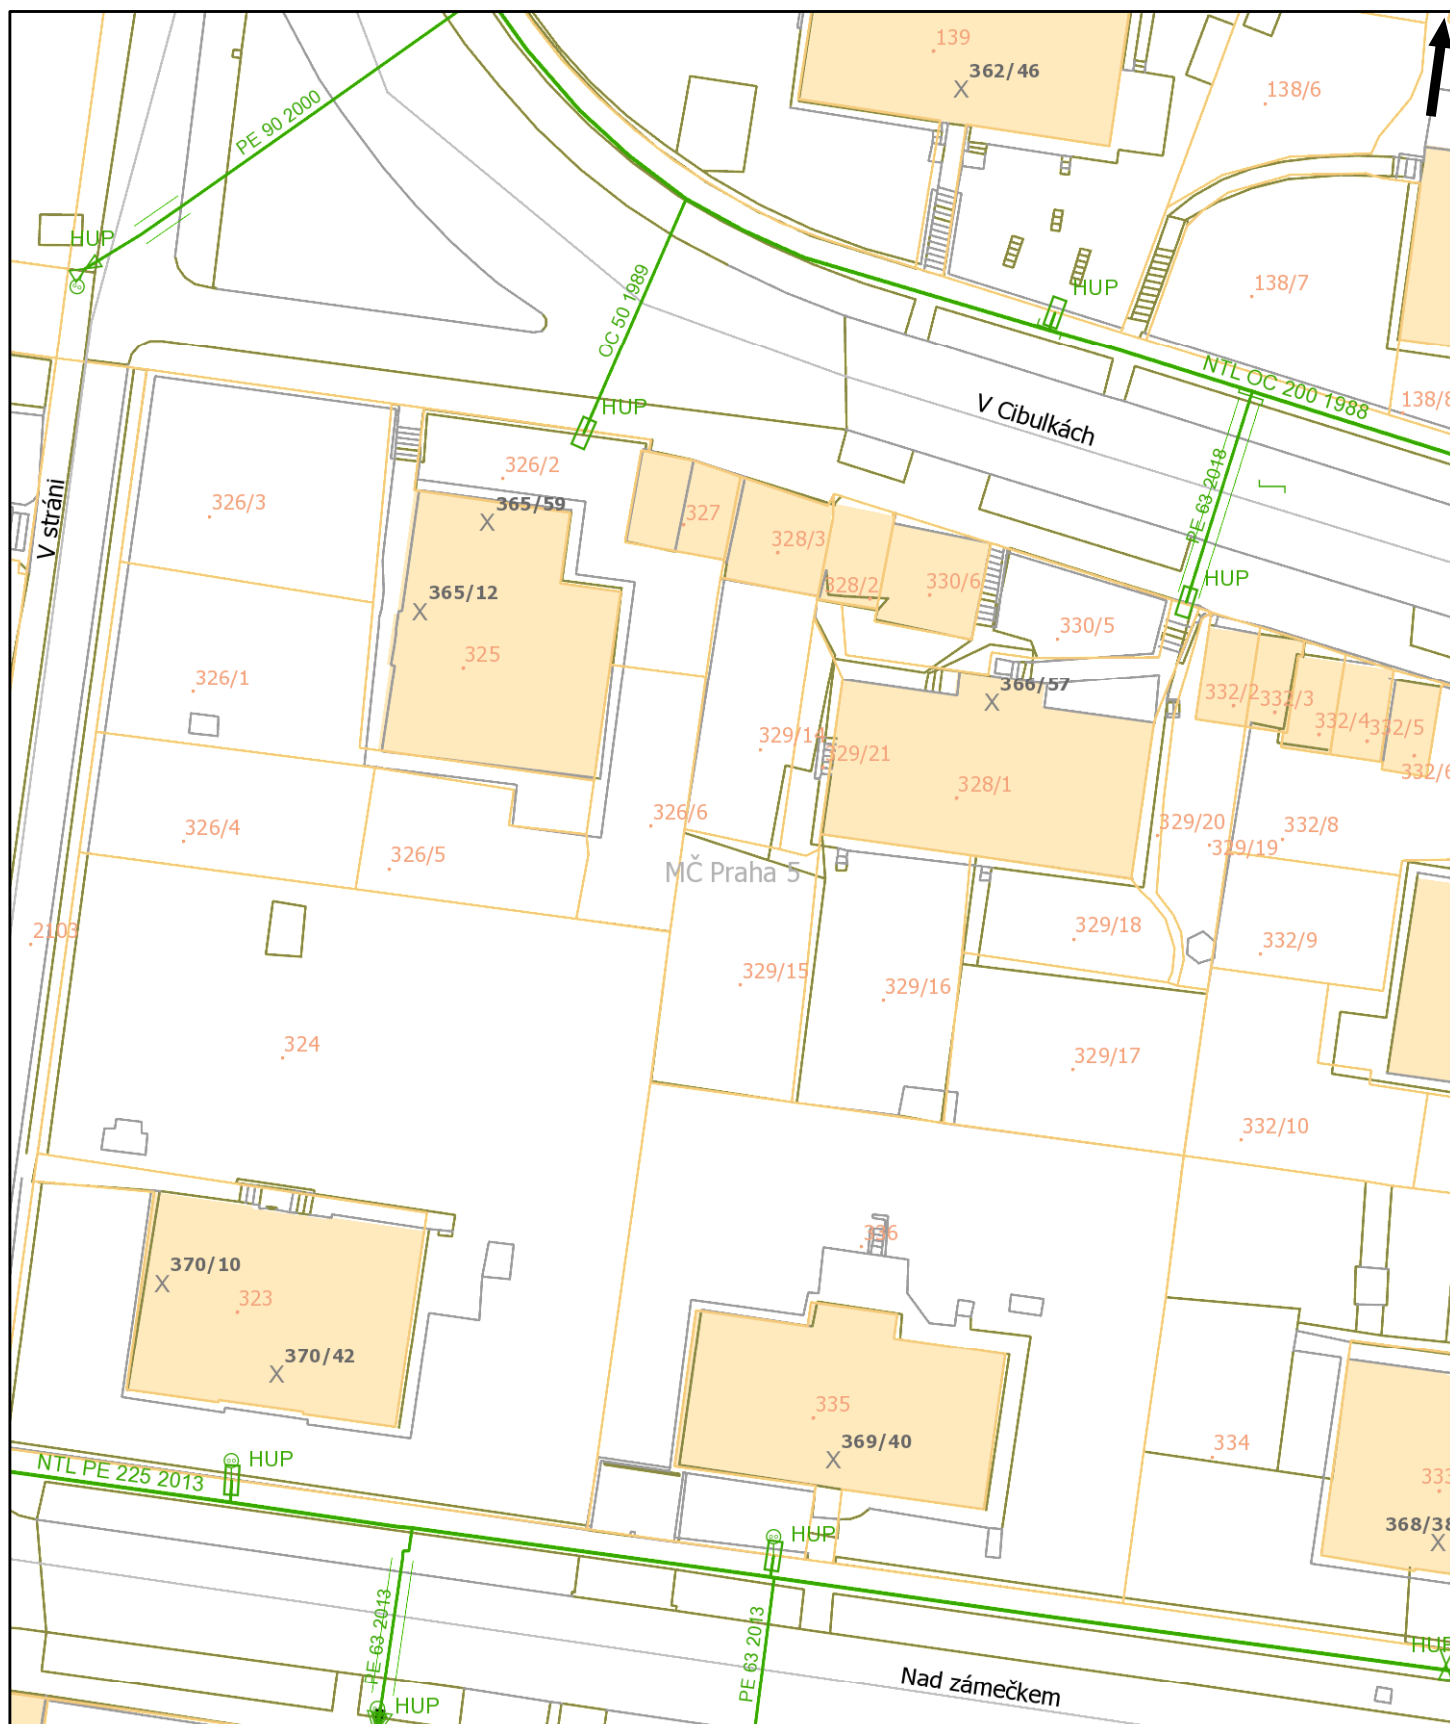 139
362/46
138/6
PE 90 2000
HUP
138/7
HUP
OC 50 1989
NTL OC 200 1988
138/8
HUP
V Cibulkách
326/2
PE 63 2018
326/3
365/59
327
328/3
V stráni
HUP
365/12
328/2
330/6
330/5
325
326/1
366/57
332/2
332/3
332/4
332/5
329/14
329/21
332/6
328/1
326/6
326/4
326/5
329/20
332/8
329/19
MČ Praha 5
2103
329/18
332/9
329/15
329/16
324
329/17
332/10
336
370/10
323
370/42
335
369/40
334
333
HUP
NTL PE 225 2013
368/38
HUP
PE 63 2013
PE 63 2013
HUP
Nad zámečkem
HUP